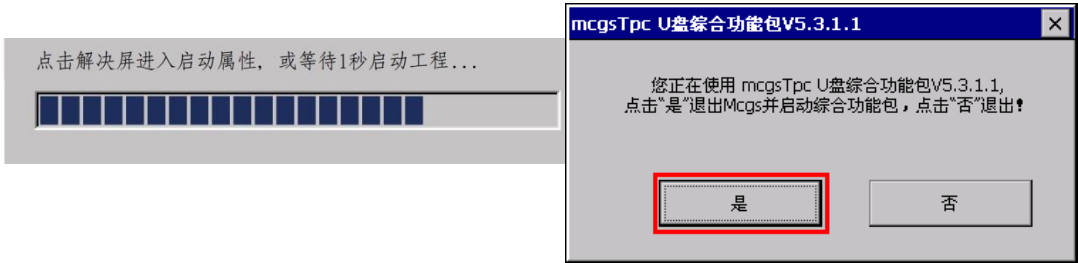 点击解决屏进入启动属性，或等待1秒启动工程...
mcgsTpc U盘综合功能包V5.3.1.1
您正在使用 mcgsTpc U盘综合功能包V5.3.1.1,
点击“是”退出Mcgs并启动综合功能包，点击“否”退出！
是
否